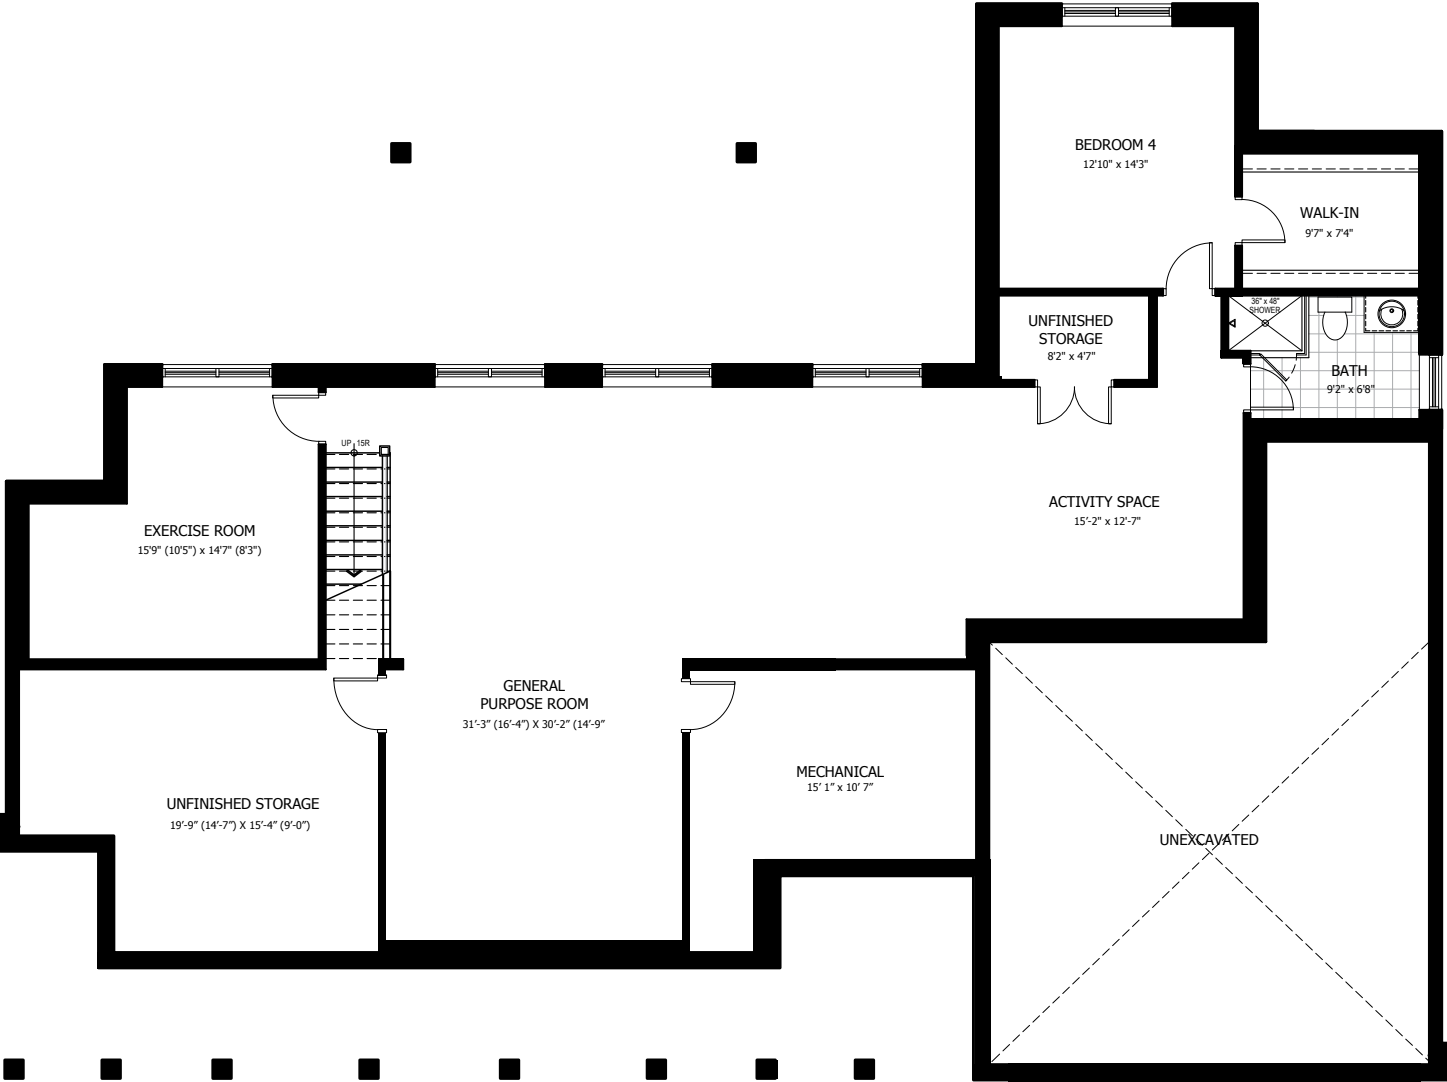 BEDROOM 4
12'10" x 14'3"
WALK-IN
9'7" x 7'4"
36" x 48"
SHOWER
UNFINISHED
STORAGE
8'2" x 4'7"
BATH
9'2" x 6'8"
UP 15R
ACTIVITY SPACE
15'-2" x 12'-7"
EXERCISE ROOM
15'9" (10'5") x 14'7" (8'3")
GENERAL
PURPOSE ROOM
31'-3" (16'-4") X 30'-2" (14'-9"
MECHANICAL
15' 1" x 10' 7"
UNFINISHED STORAGE
19'-9" (14'-7") X 15'-4" (9'-0")
UNEXCAVATED